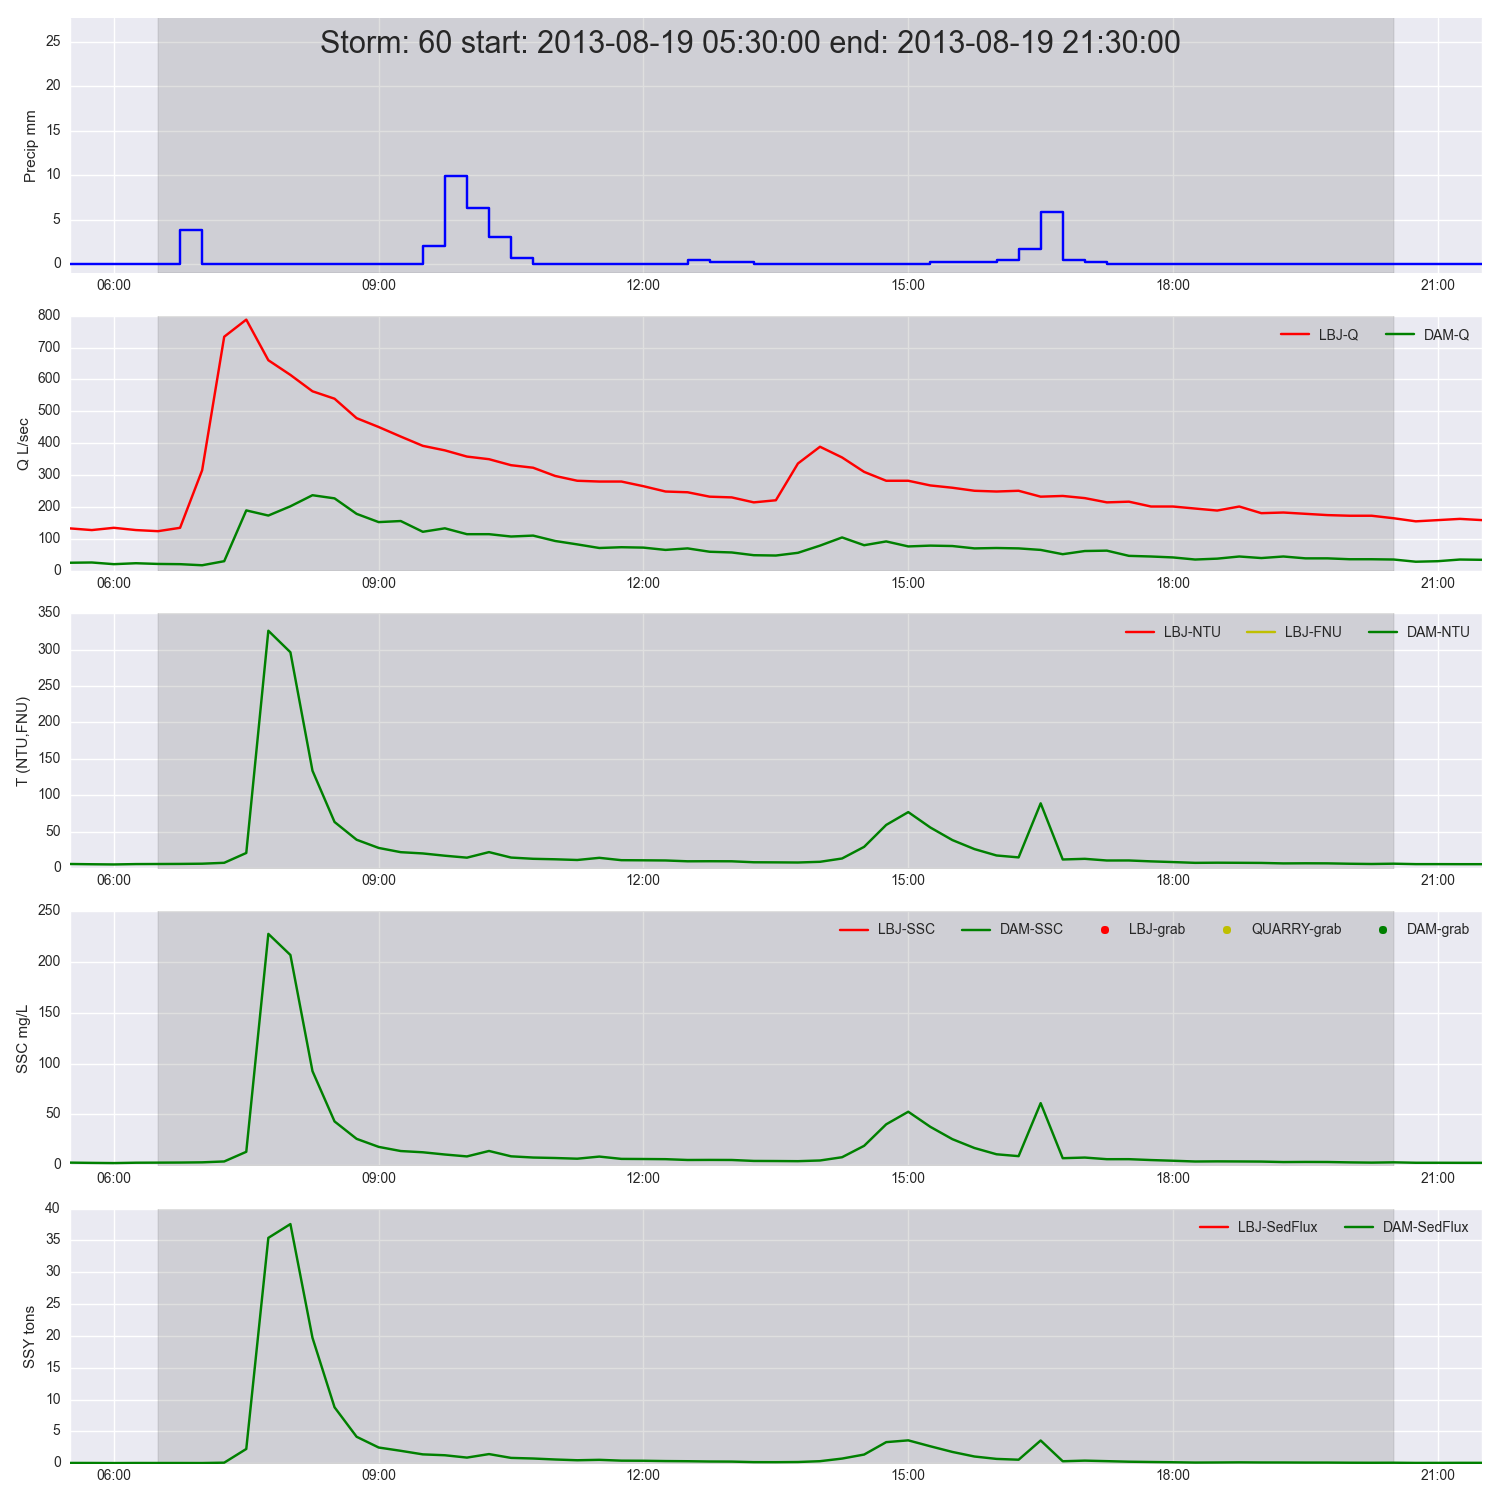 Storm: 60 start: 2013-08-19 05:30:00 end: 2013-08-19 21:30:00
Precip mm
25
20
15
10
5
0
06:00 09:00 12:00 15:00 18:00 21:00
Q L/sec
800
700
600
500
400
300
200
100
0
LBJ-Q DAM-Q
06:00 09:00 12:00 15:00 18:00 21:00
T (NTU,FNU)
350
300
250
200
150
100
50
0
LBJ-NTU LBJ-FNU DAM-NTU
06:00 09:00 12:00 15:00 18:00 21:00
SSC mg/L
250
200
150
100
50
0
LBJ-SSC DAM-SSC LBJ-grab QUARRY-grab DAM-grab
06:00 09:00 12:00 15:00 18:00 21:00
SSY tons
40
35
30
25
20
15
10
5
0
LBJ-SedFlux DAM-SedFlux
06:00 09:00 12:00 15:00 18:00 21:00